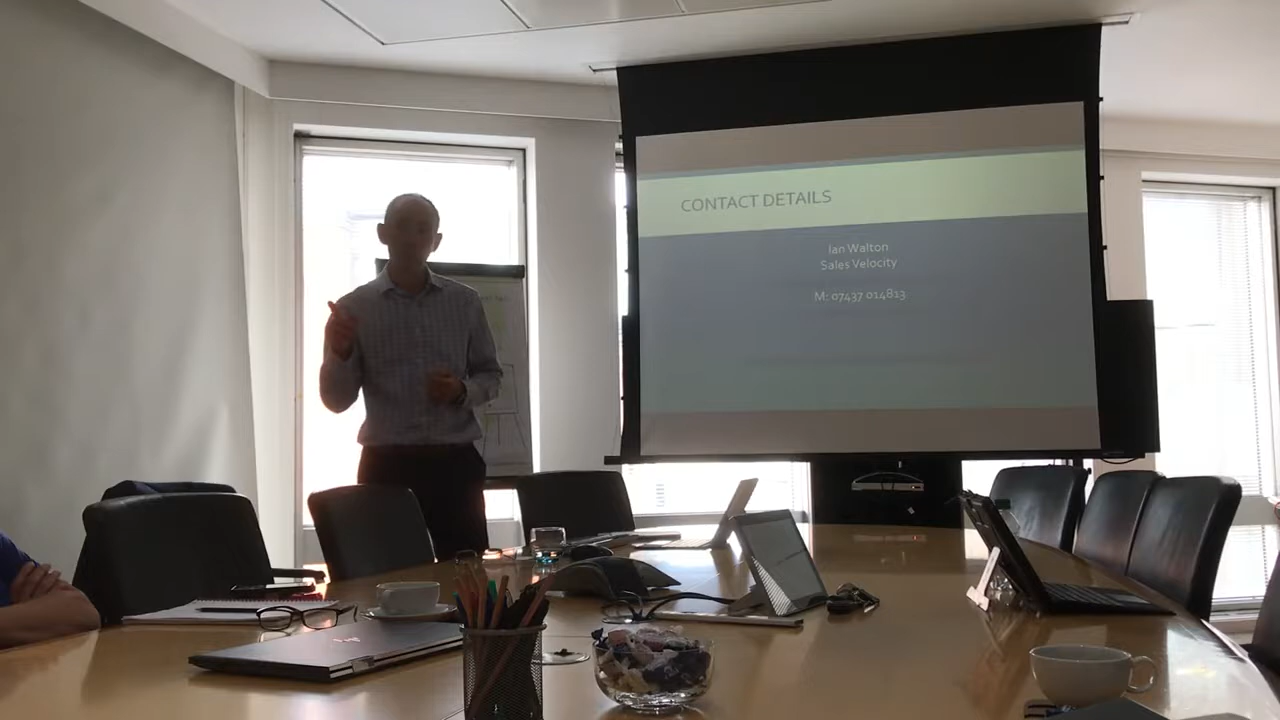 CONTACT DETAILS
Ian Walton
Sales Velocity
M: 07437 014813